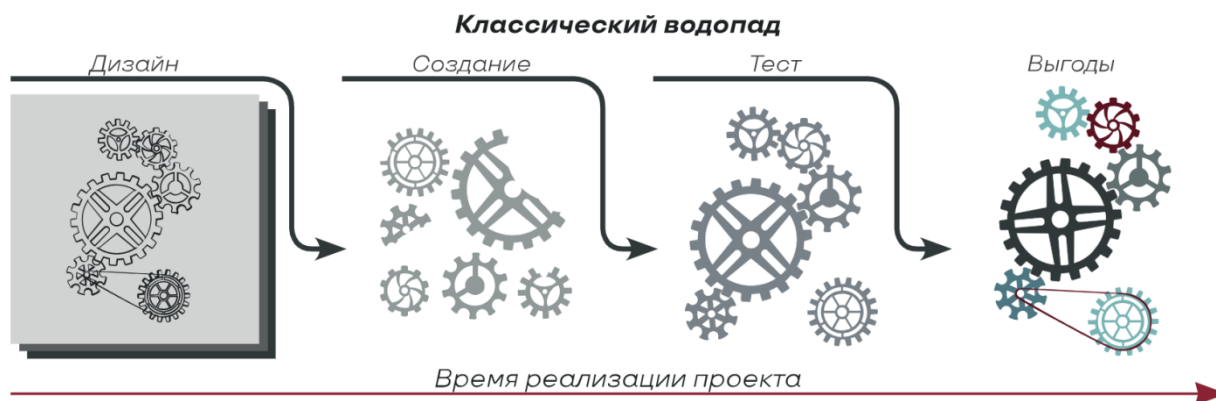 Классический водопад
Дизайн
Создание
Тест
Выгоды
Время реализации проекта